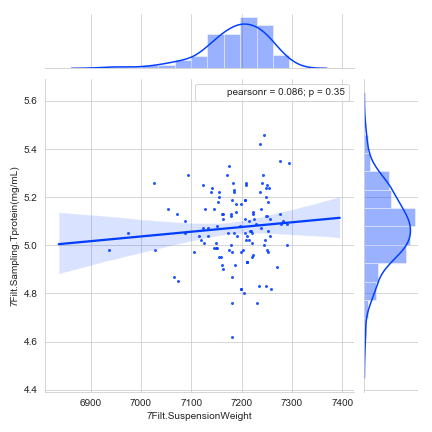 pearsonr = 0.086; p = 0.35
7Filt.Sampling.Tprotein(mg/mL)
5.6
5.4
5.2
5.0
4.8
4.6
4.4
6900 7000 7100 7200 7300 7400
7Filt.SuspensionWeight